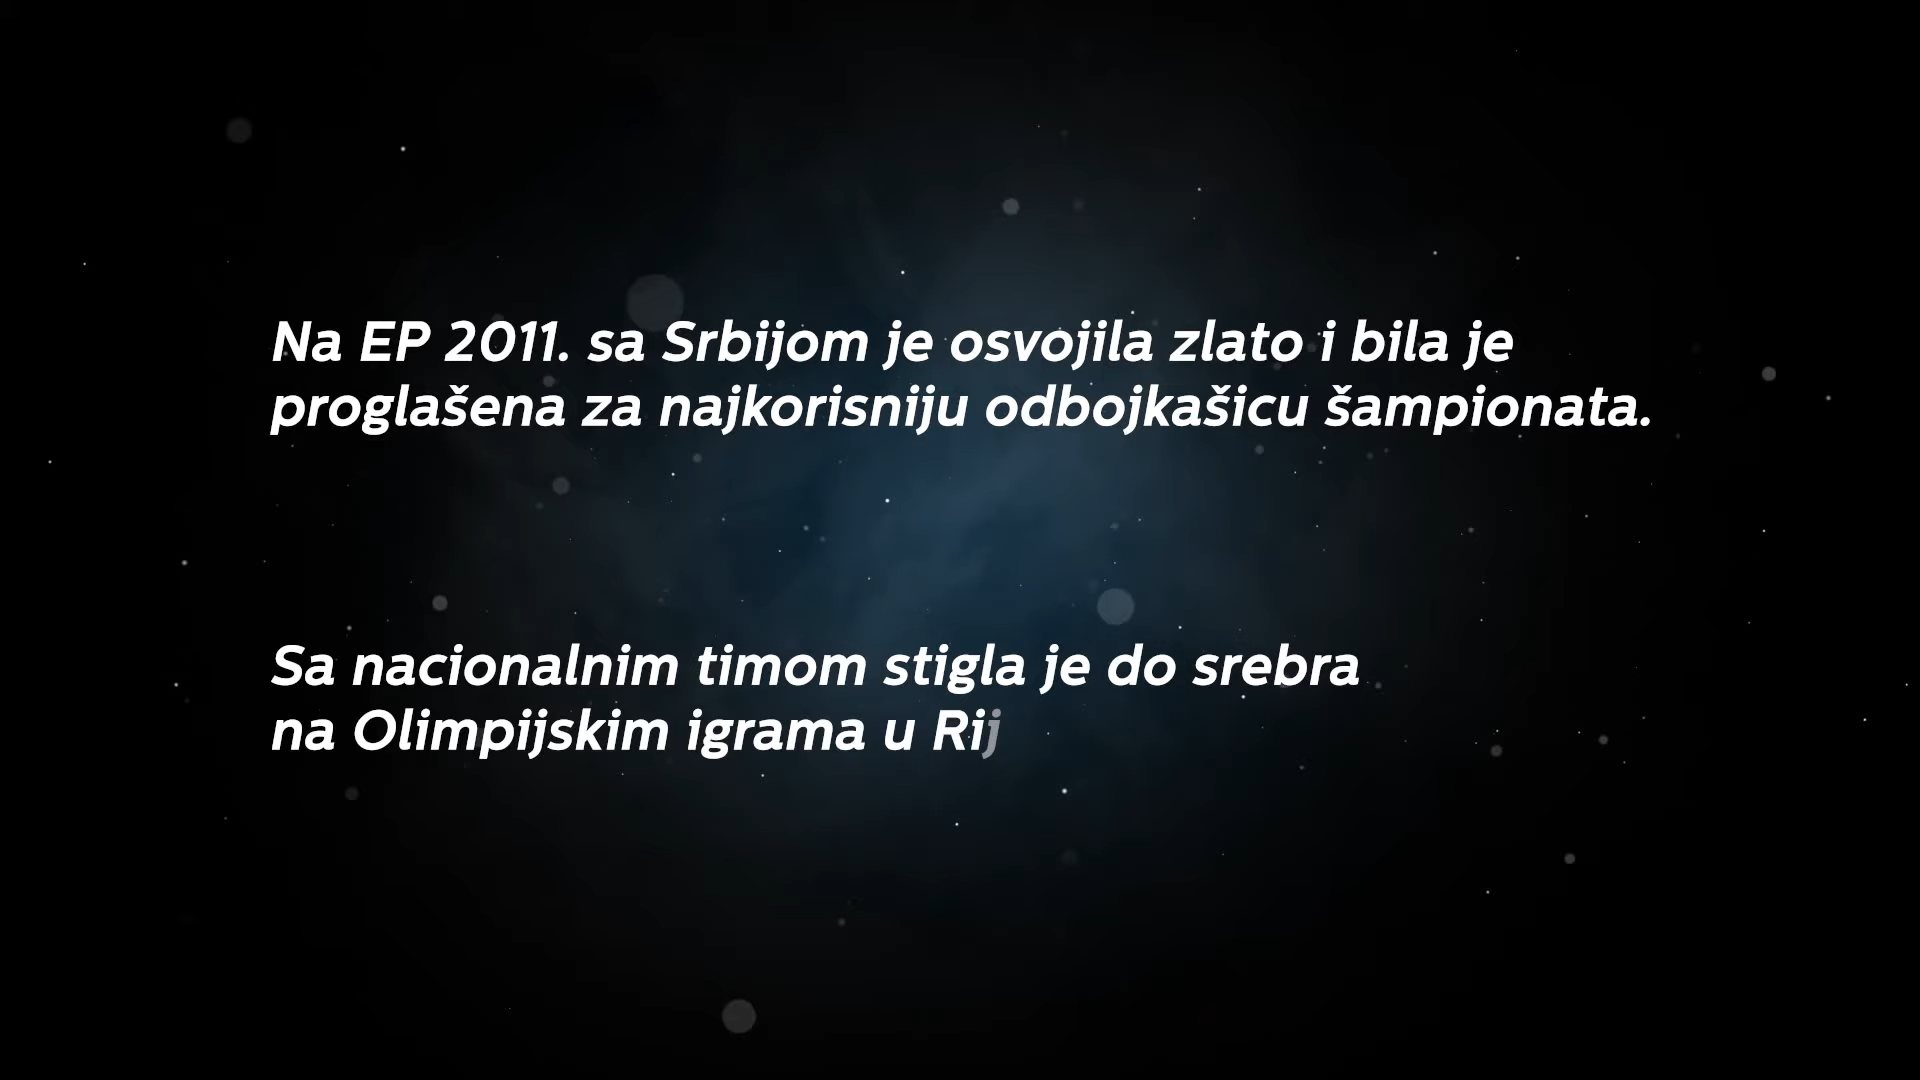 Na EP 2011. sa Srbijom je osvojila zlato i bila je
proglašena za najkorisniju odbojkašicu šampionata.
Sa nacionalnim timom stigla je do srebra
na Olimpijskim igrama u Rij